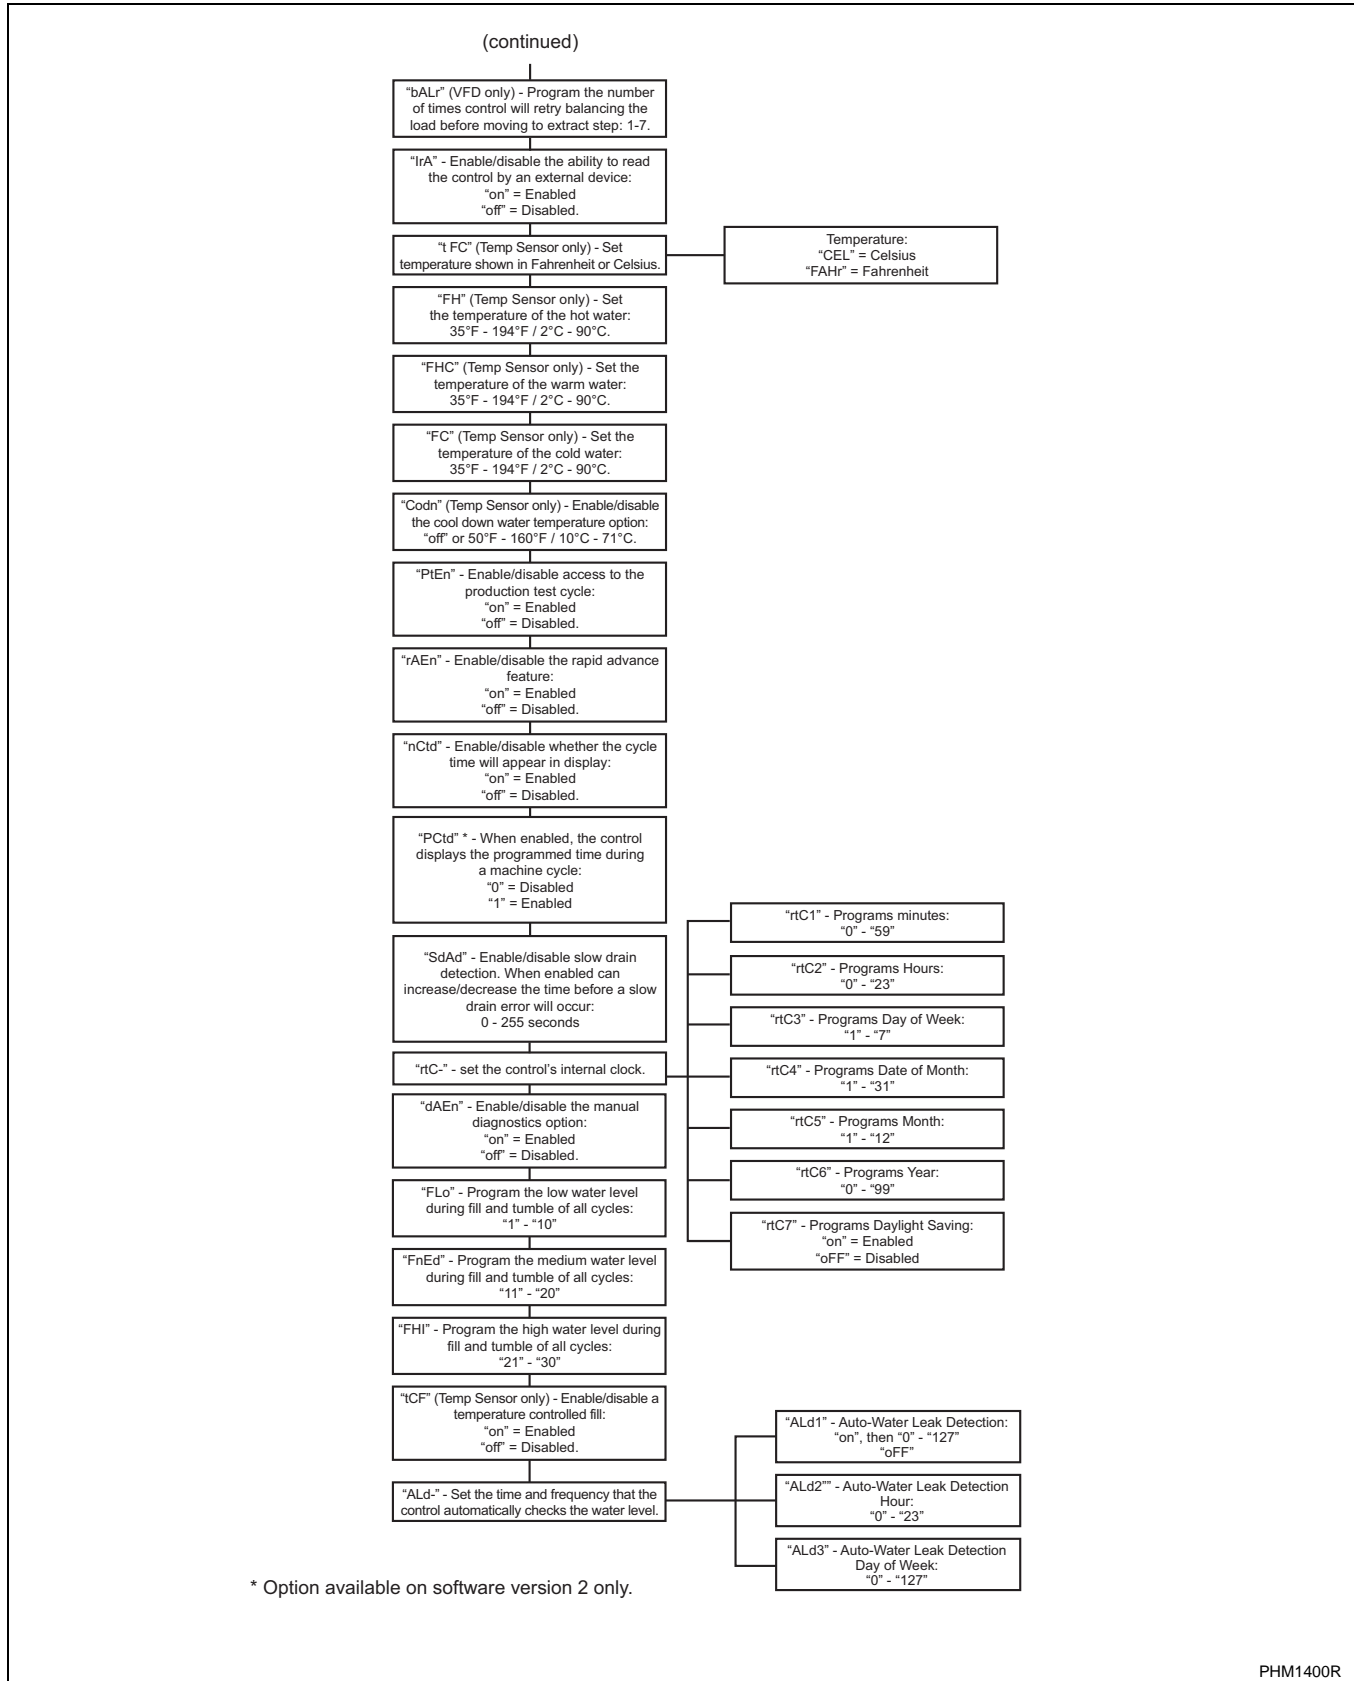 (continued)
“bALr” (VFD only) - Program the number
of times control will retry balancing the
load before moving to extract step: 1-7.
“IrA” - Enable/disable the ability to read
the control by an external device:
“on” = Enabled
“off” = Disabled.
“t FC” (Temp Sensor only) - Set
temperature shown in Fahrenheit or Celsius.
Temperature:
“CEL” = Celsius
“FAHr” = Fahrenheit
“FH” (Temp Sensor only) - Set
the temperature of the hot water:
35°F - 194°F / 2°C - 90°C.
“FHC” (Temp Sensor only) - Set the
temperature of the warm water:
35°F - 194°F / 2°C - 90°C.
“FC” (Temp Sensor only) - Set the
temperature of the cold water:
35°F - 194°F / 2°C - 90°C.
“Codn” (Temp Sensor only) - Enable/disable
the cool down water temperature option:
“off” or 50°F - 160°F / 10°C - 71°C.
“PtEn” - Enable/disable access to the
production test cycle:
“on” = Enabled
“off” = Disabled.
“rAEn” - Enable/disable the rapid advance
feature:
“on” = Enabled
“off” = Disabled.
“nCtd” - Enable/disable whether the cycle
time will appear in display:
“on” = Enabled
“off” = Disabled.
“PCtd” * - When enabled, the control
displays the programmed time during
a machine cycle:
“0” = Disabled
“1” = Enabled
“SdAd” - Enable/disable slow drain
detection. When enabled can
increase/decrease the time before a slow
drain error will occur:
0 - 255 seconds
“rtC-” - set the control’s internal clock.
“rtC1” - Programs minutes:
“0” - “59”
“rtC2” - Programs Hours:
“0” - “23”
“rtC3” - Programs Day of Week:
“1” - “7”
“rtC4” - Programs Date of Month:
“1” - “31”
“rtC5” - Programs Month:
“1” - “12”
“rtC6” - Programs Year:
“0” - “99”
“rtC7” - Programs Daylight Saving:
“on” = Enabled
“oFF” = Disabled
“dAEn” - Enable/disable the manual
diagnostics option:
“on” = Enabled
“off” = Disabled.
“FLo” - Program the low water level
during fill and tumble of all cycles:
“1” - “10”
“FnEd” - Program the medium water level
during fill and tumble of all cycles:
“11” - “20”
“FHI” - Program the high water level during
fill and tumble of all cycles:
“21” - “30”
“tCF” (Temp Sensor only) - Enable/disable a
temperature controlled fill:
“on” = Enabled
“off” = Disabled.
“ALd-” - Set the time and frequency that the
control automatically checks the water level.
“ALd1” - Auto-Water Leak Detection:
“on”, then “0” - “127”
“oFF”
“ALd2”” - Auto-Water Leak Detection
Hour:
“0” - “23”
“ALd3” - Auto-Water Leak Detection
Day of Week:
“0” - “127”
* Option available on software version 2 only.
PHM1400R